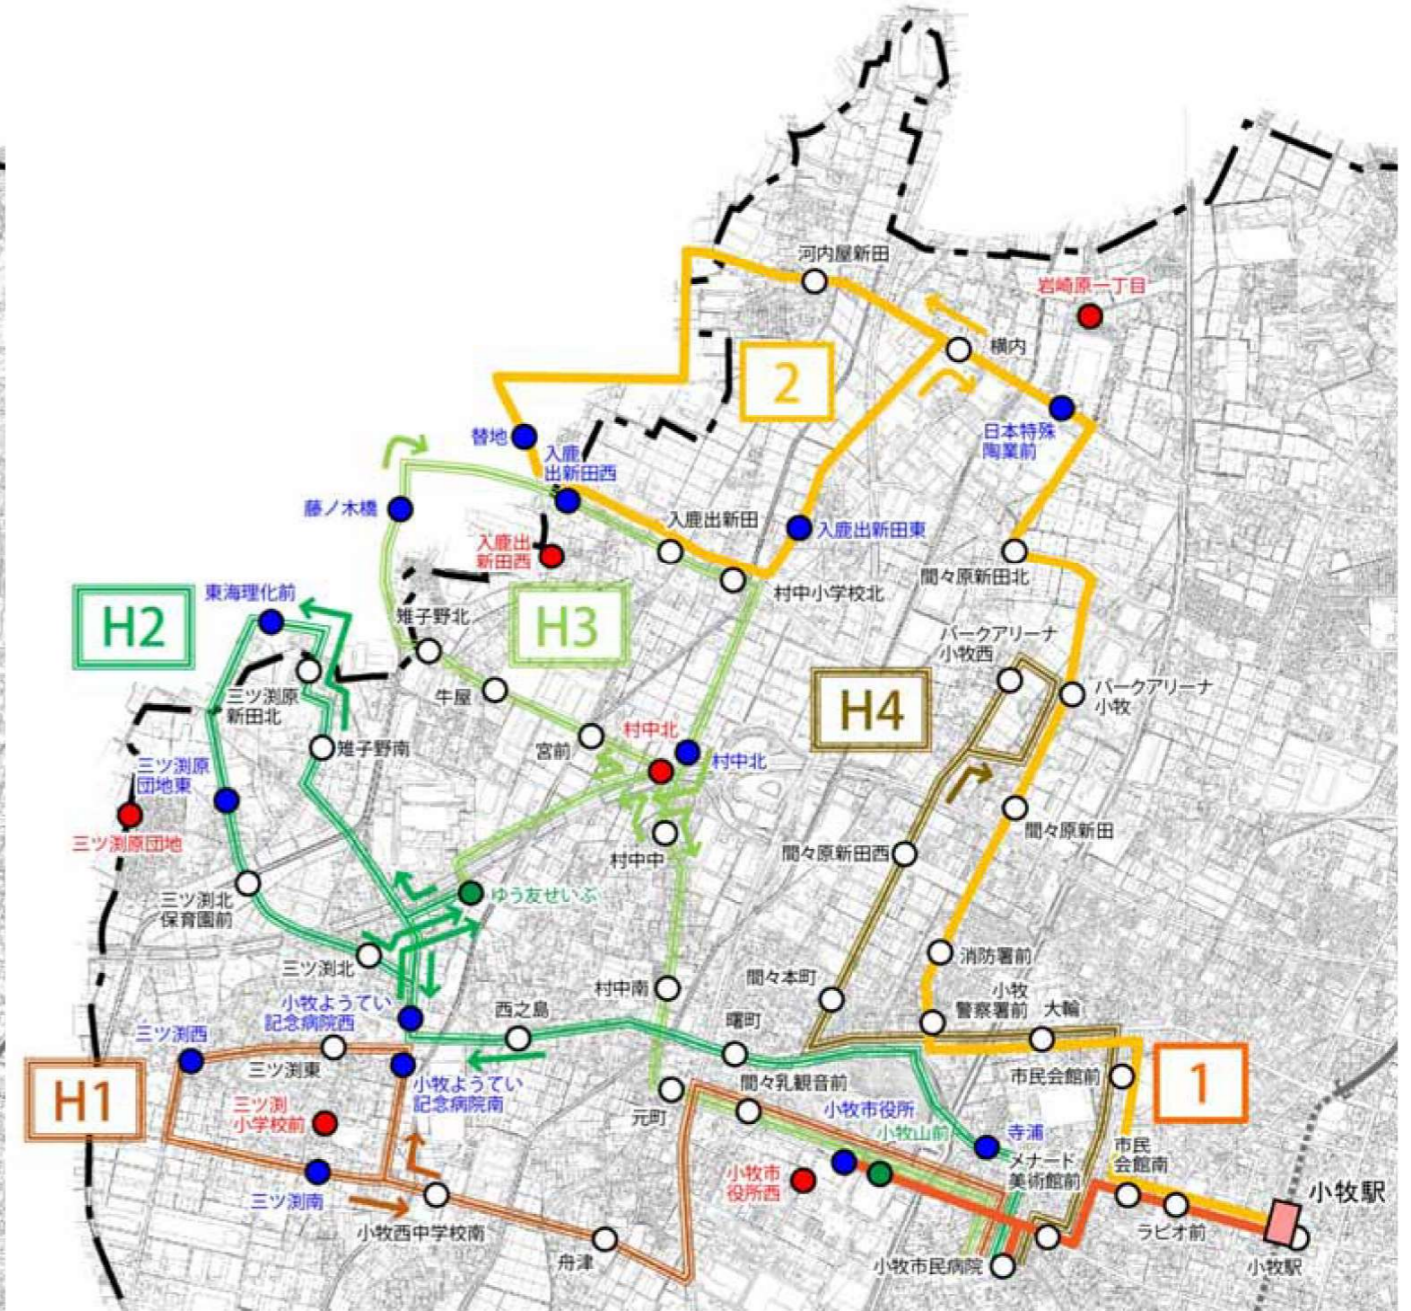 河内屋新田
岩崎原一丁目
横内
2
替地
日本特殊
陶業前
入鹿
出新田西
藤ノ木橋
入鹿出新田
入鹿出新田東
入鹿出
新田西
間々原新田北
村中小学校北
H2
東海理化前
雉子野北
H3
パークアリーナ
小牧西
三ツ渕原
新田北
牛屋
H4
パークアリーナ
小牧
雉子野南
宮前
村中北
村中北
三ツ渕原
団地東
三ツ渕原団地
間々原新田
村中中
間々原新田西
三ツ渕北
保育園前
ゆう友せいぶ
三ツ渕北
消防署前
村中南
間々本町
小牧
警察署前
大輪
小牧ようてい
記念病院西
西之島
曙町
三ツ渕西
三ツ渕東
H1
小牧ようてい
記念病院南
間々乳観音前
市民会館前
1
三ツ渕
小学校前
元町
小牧市役所
小牧山前
寺浦
市民
会館南
メナード
美術館前
三ツ渕南
小牧市
役所西
小牧駅
小牧西中学校南
舟津
ラピオ前
小牧市民病院
小牧駅